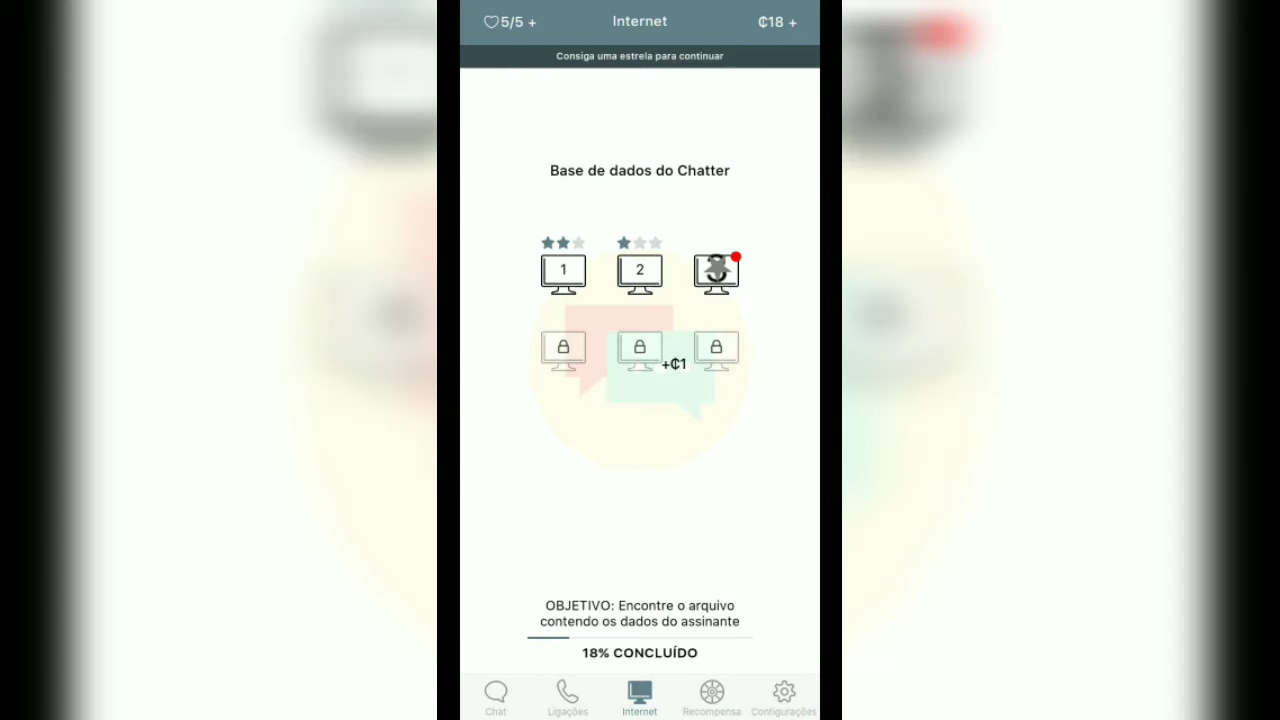 5/5 +
Internet
₵18 +
Consiga uma estrela para continuar
Base de dados do Chatter
1
2
3
+₵1
OBJETIVO: Encontre o arquivo
contendo os dados do assinante
18% CONCLUÍDO
Chat
Ligações
Internet
Recompensa
Configurações